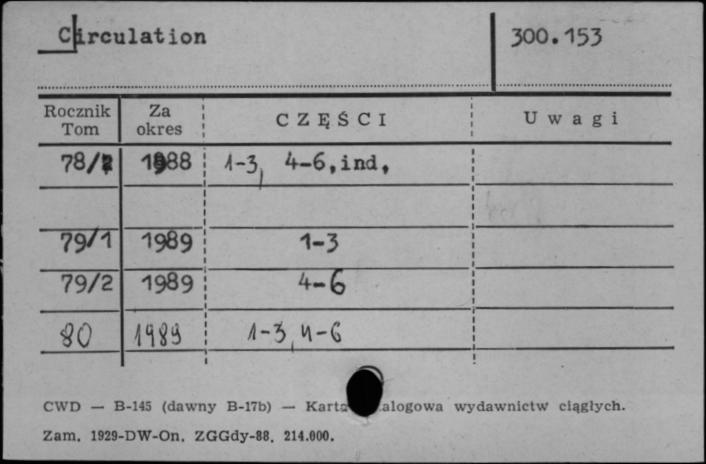 Circulation 300.153
Rocznik Tom Za okres CZĘŚCI Uwagi
78/2 1988 1-3, 4-6, ind,
79/1 1989 1-3
79/2 1989 4-6
80 1989 1-3, 4-6
CWD — B-145 (dawny B-17b) — Karta katalogowa wydawnictw ciągłych.
Zam. 1929-DW-On. ZGGdy-88. 214.000.